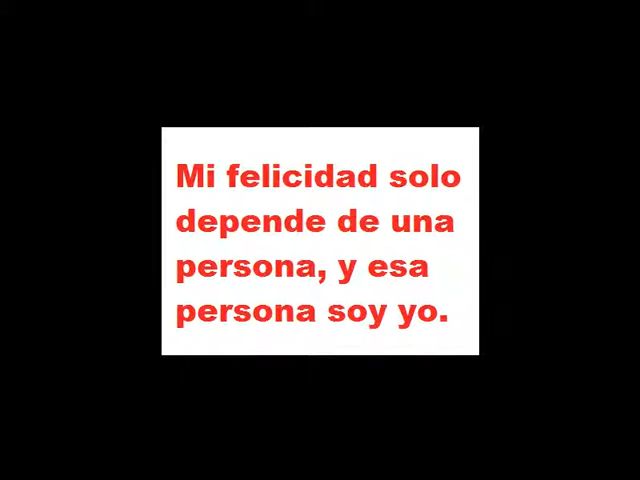 Mi felicidad solo
depende de una
persona, y esa
persona soy yo.